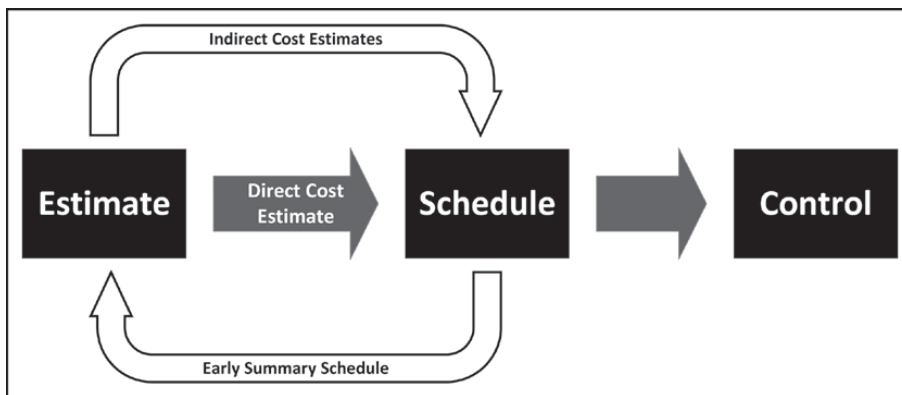 Indirect Cost Estimates
Estimate
Direct Cost
Estimate
Schedule
Control
Early Summary Schedule